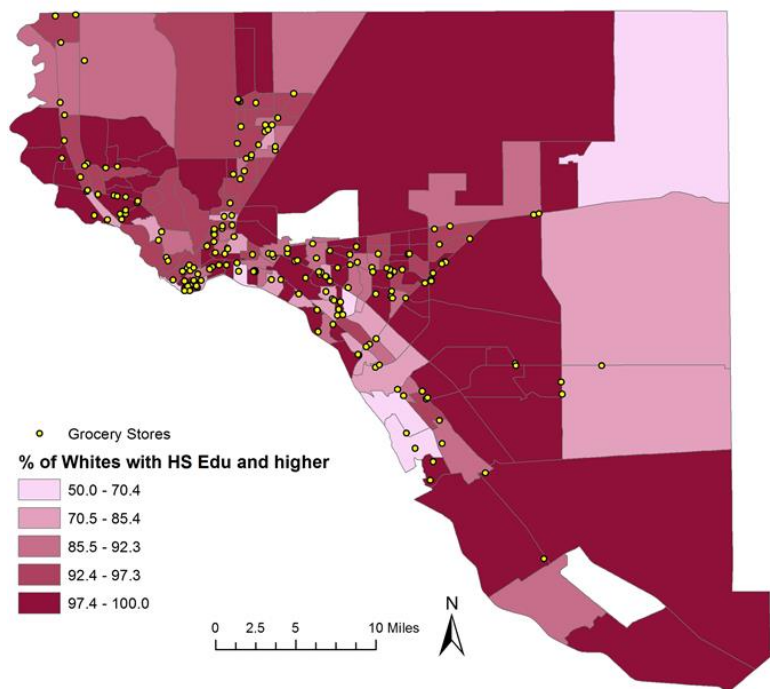 Grocery Stores
% of Whites with HS Edu and higher
50.0 - 70.4
70.5 - 85.4
85.5 - 92.3
92.4 - 97.3
97.4 - 100.0
0 2.5 5 10 Miles
N